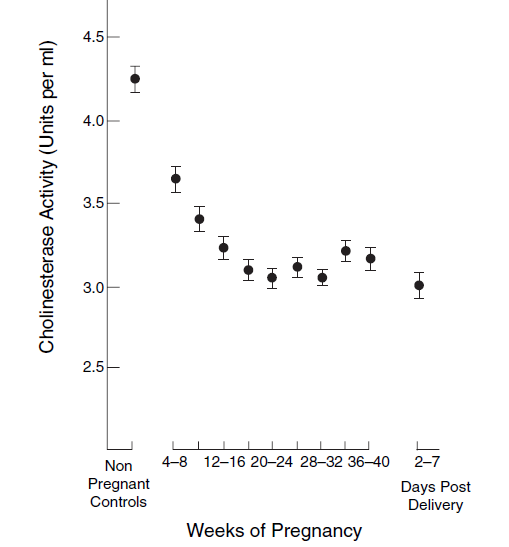 Cholinesterase Activity (Units per ml)
4.5
4.0
3.5
3.0
2.5
Non
Pregnant
Controls
4–8 12–16 20–24 28–32 36–40
2–7
Days Post
Delivery
Weeks of Pregnancy